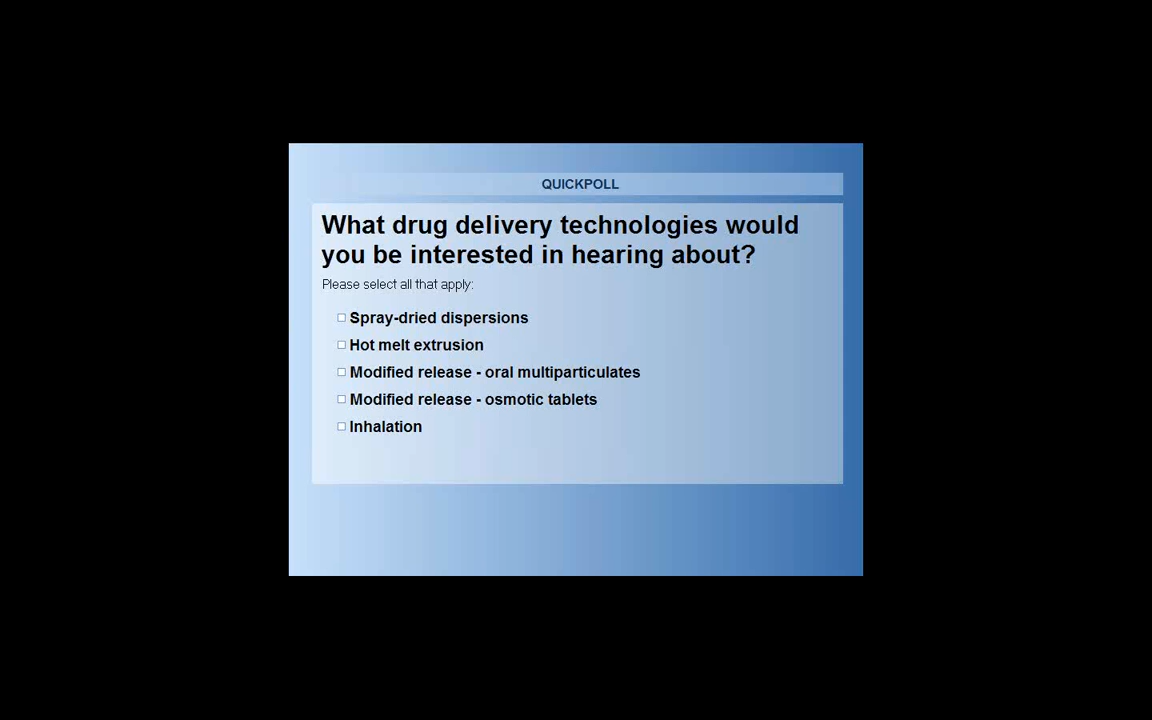 QUICKPOLL
What drug delivery technologies would
you be interested in hearing about?
Please select all that apply:
Spray-dried dispersions
Hot melt extrusion
Modified release - oral multiparticulates
Modified release - osmotic tablets
Inhalation